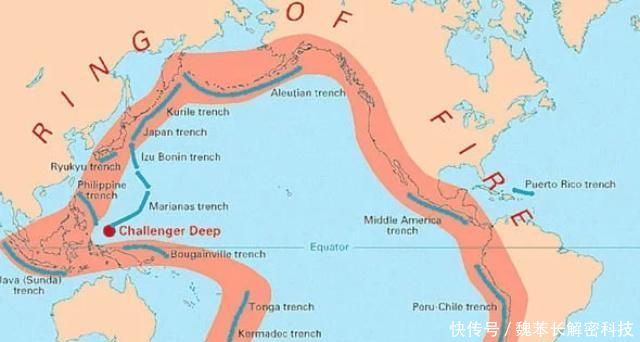 RING OF FIRE
Aleutian trench
Kurile trench
Japan trench
Izu Bonin trench
Ryukyu trench
Philippine
trench
Marianas trench
Challenger Deep
Bougainville trench
Equator
Java (Sunda)
trench
Middle America
trench
Puerto Rico trench
Tonga trench
Kermadec trench
Peru-Chile trench
快传号/魏苯长解密科技